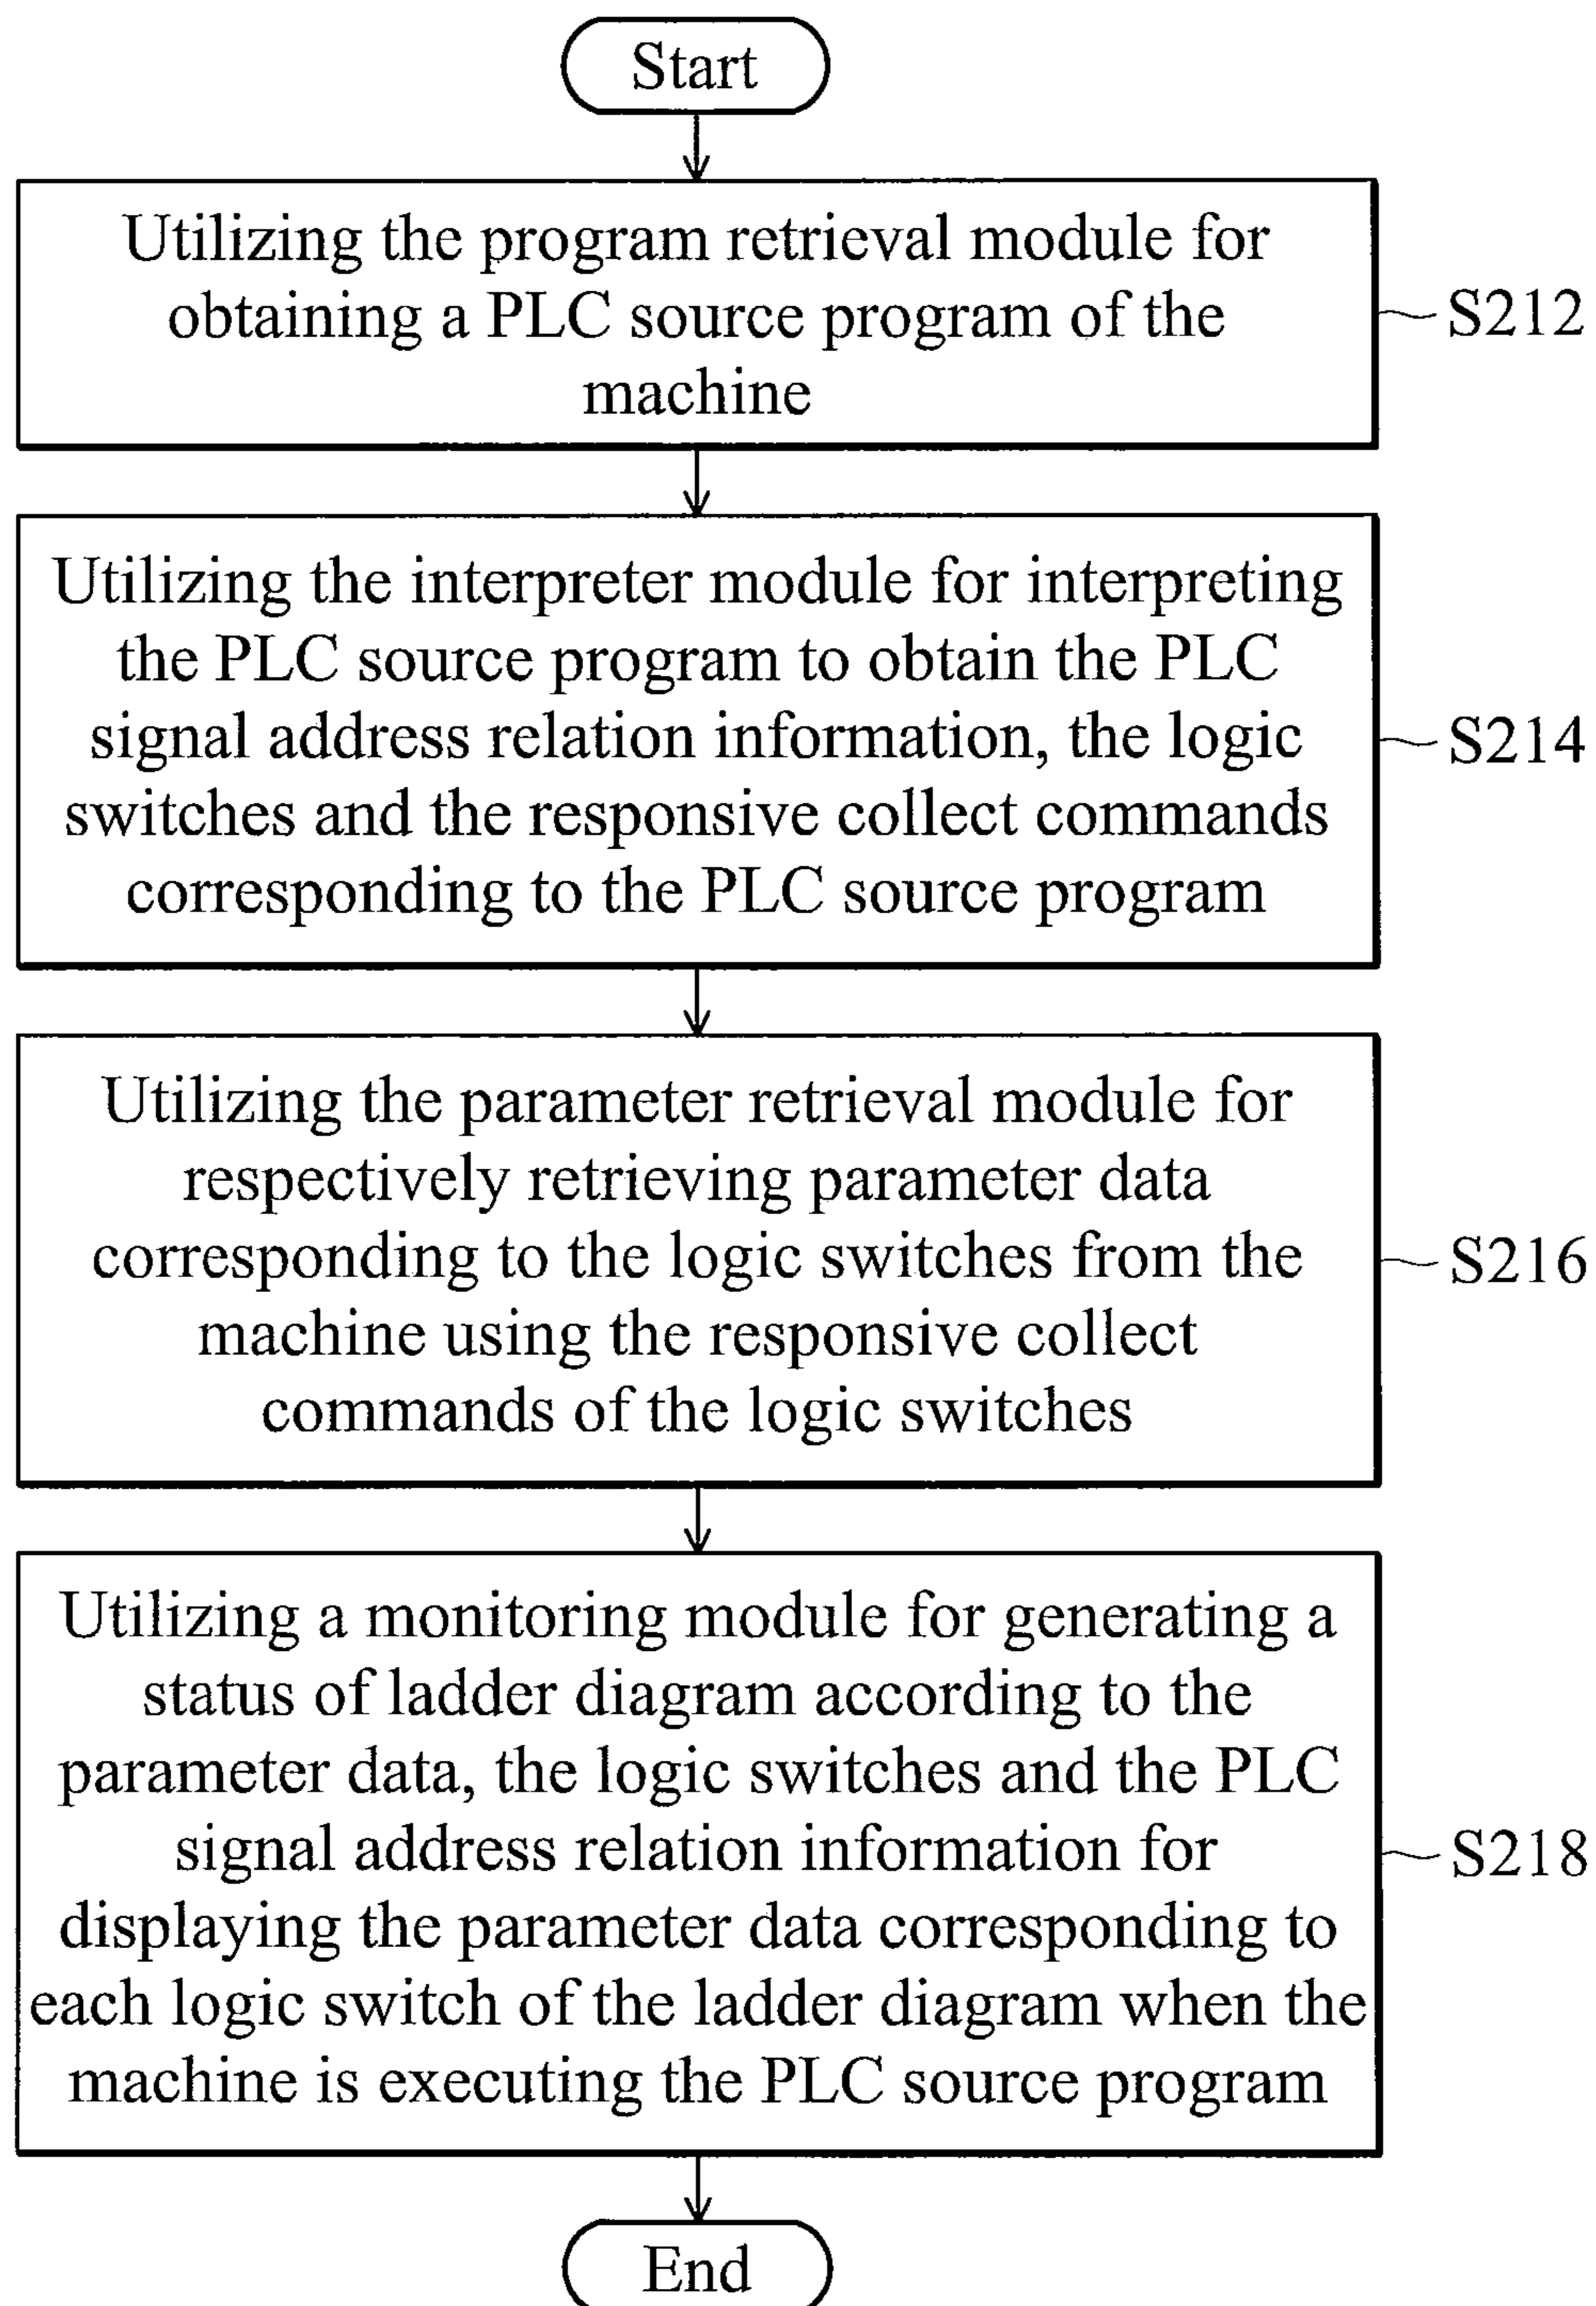 Start
Utilizing the program retrieval module for
obtaining a PLC source program of the
machine
S212
Utilizing the interpreter module for interpreting
the PLC source program to obtain the PLC
signal address relation information, the logic
switches and the responsive collect commands
corresponding to the PLC source program
S214
Utilizing the parameter retrieval module for
respectively retrieving parameter data
corresponding to the logic switches from the
machine using the responsive collect
commands of the logic switches
S216
Utilizing a monitoring module for generating a
status of ladder diagram according to the
parameter data, the logic switches and the PLC
signal address relation information for
displaying the parameter data corresponding to
each logic switch of the ladder diagram when the
machine is executing the PLC source program
S218
End